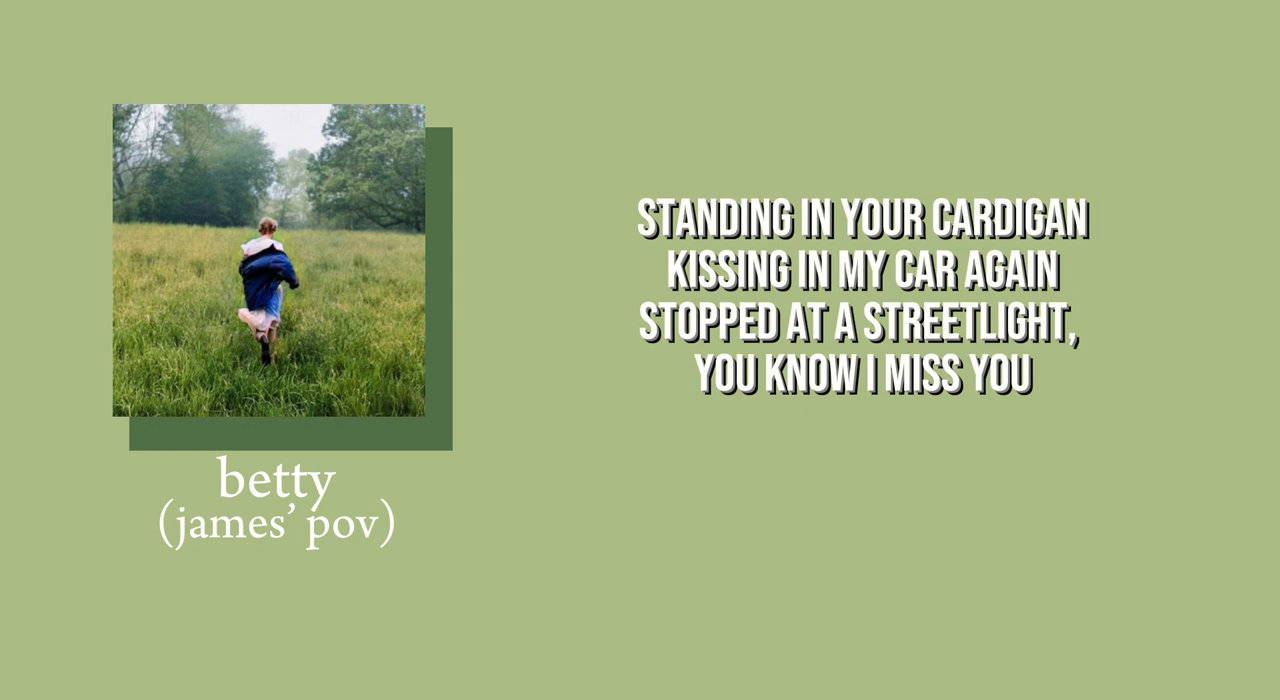 STANDING IN YOUR CARDIGAN
KISSING IN MY CAR AGAIN
STOPPED AT A STREETLIGHT,
YOU KNOW I MISS YOU
betty
(james’ pov)